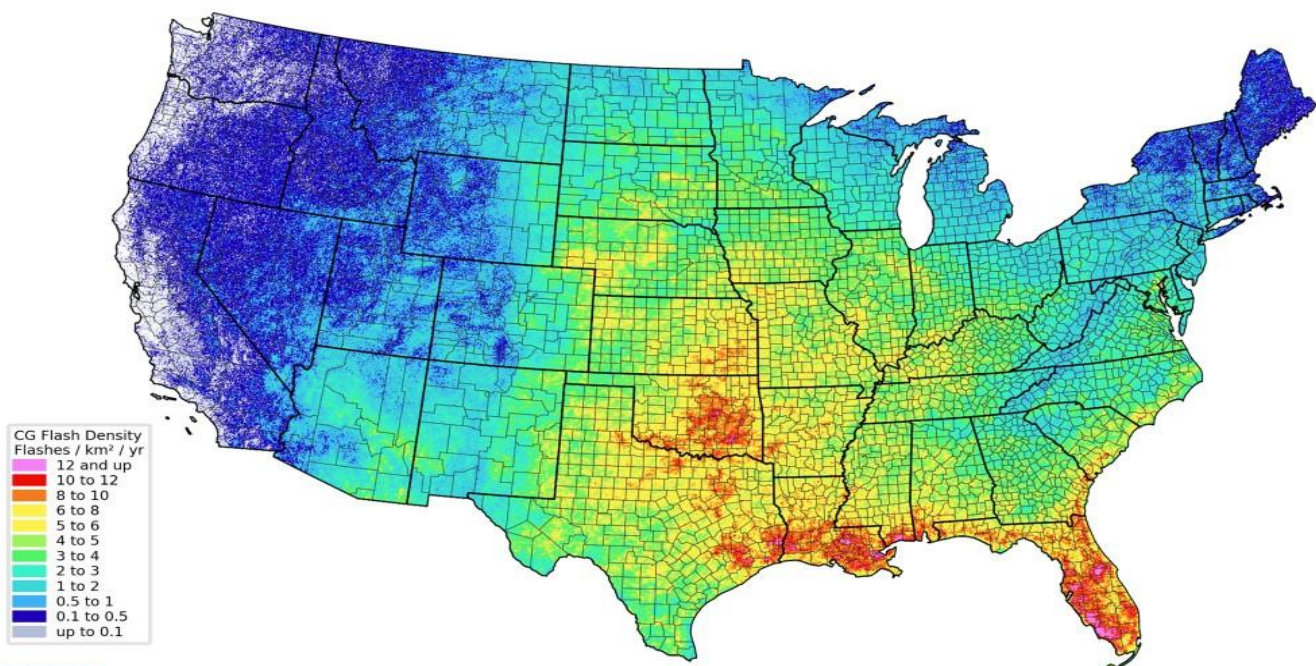 CG Flash Density
Flashes / km² / yr
12 and up
10 to 12
8 to 10
6 to 8
5 to 6
4 to 5
3 to 4
2 to 3
1 to 2
0.5 to 1
0.1 to 0.5
up to 0.1